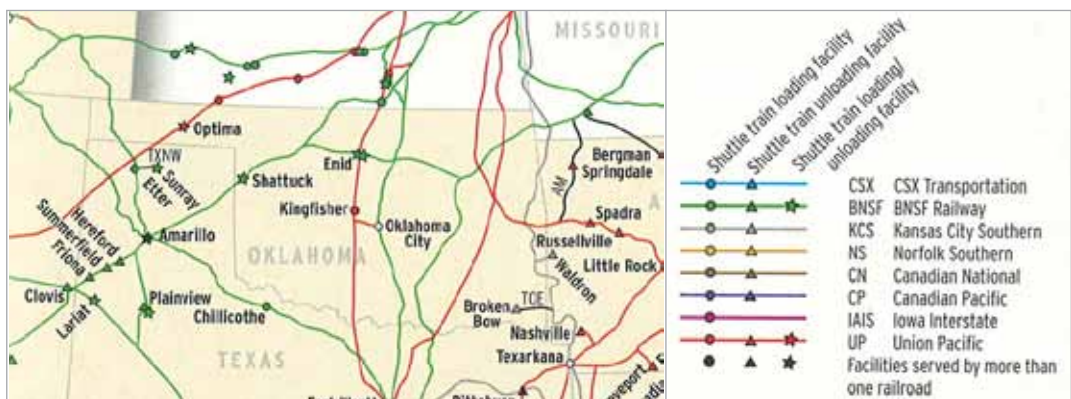 MISSOURI
Optima
TXNW
Sunray
Etter
Enid
Shattuck
Bergman
Springdale
AM
Kingfisher
Oklahoma
City
Spadra
Russellville
Little Rock
Waldron
Hereford
Summerfield
Friona
Amarillo
OKLAHOMA
A
Clovis
Lariat
Plainview
Chillicothe
Broken
Bow
TCE
Nashville
Texarkana
TEXAS
Shuttle train loading facility
Shuttle train unloading facility
Shuttle train loading/
unloading facility
CSX CSX Transportation
BNSF BNSF Railway
KCS Kansas City Southern
NS Norfolk Southern
CN Canadian National
CP Canadian Pacific
IAIS Iowa Interstate
UP Union Pacific
Facilities served by more than
one railroad